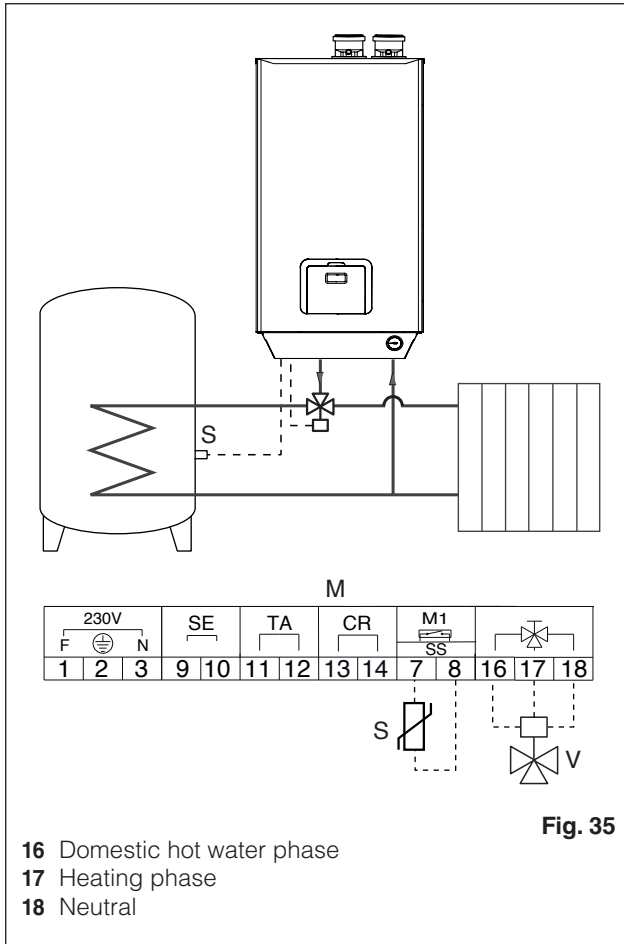 S
M
230V SE TA CR M1
F N SS
1 2 3 9 10 11 12 13 14 7 8 16 17 18
S V
Fig. 35
16 Domestic hot water phase
17 Heating phase
18 Neutral